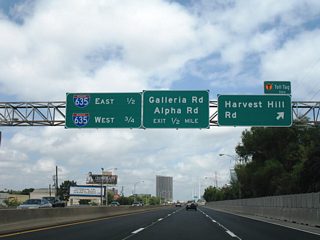 635 EAST ½
635 WEST ¾
Galleria Rd
Alpha Rd
EXIT ½ MILE
T Toll Tag
Harvest Hill
Rd